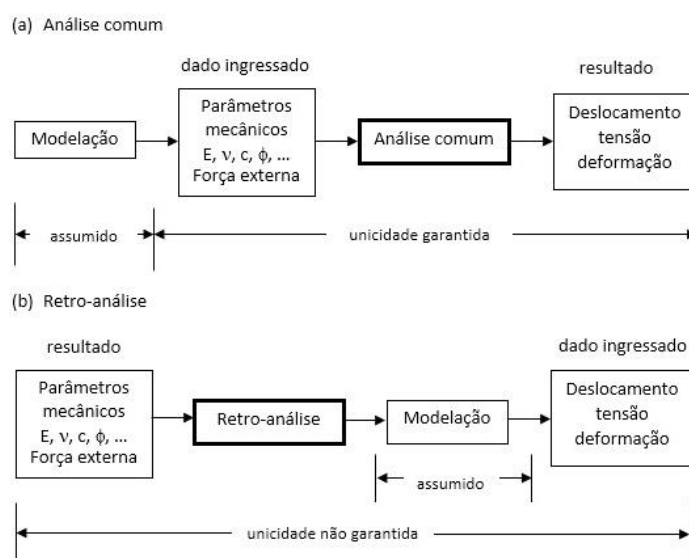 (a) Análise comum
dado ingressado
resultado
Modelação
Parâmetros
mecânicos
E, ν, c, ϕ, ...
Força externa
Análise comum
Deslocamento
tensão
deformação
assumido
unicidade garantida
(b) Retro-análise
resultado
dado ingressado
Parâmetros
mecânicos
E, ν, c, ϕ, ...
Força externa
Retro-análise
Modelação
Deslocamento
tensão
deformação
assumido
unicidade não garantida